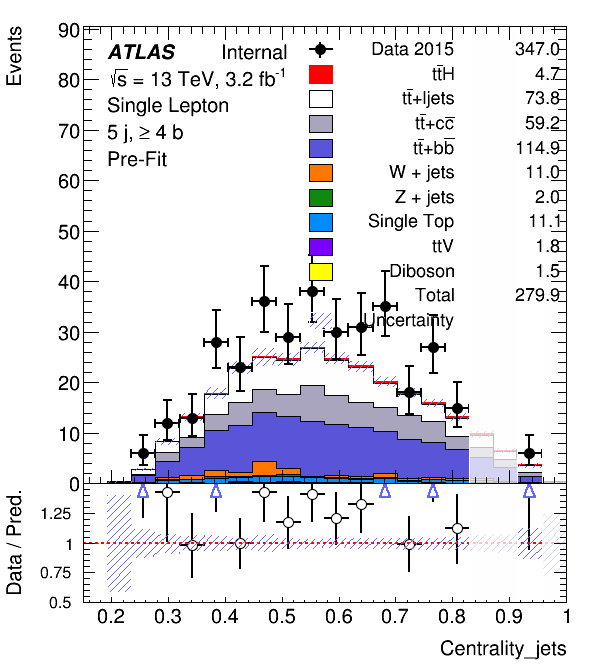 Events
90
80
70
60
50
40
30
20
10
0
ATLAS Internal
√s = 13 TeV, 3.2 fb-1
Single Lepton
5 j, ≥ 4 b
Pre-Fit
Data 2015 347.0
tt̄H 4.7
tt̄+ljets 73.8
tt̄+cc̄ 59.2
tt̄+bb̄ 114.9
W + jets 11.0
Z + jets 2.0
Single Top 11.1
ttV 1.8
Diboson 1.5
Total 279.9
Uncertainty
Data / Pred.
1.25
1
0.75
0.5
0.2 0.3 0.4 0.5 0.6 0.7 0.8 0.9 1
Centrality_jets